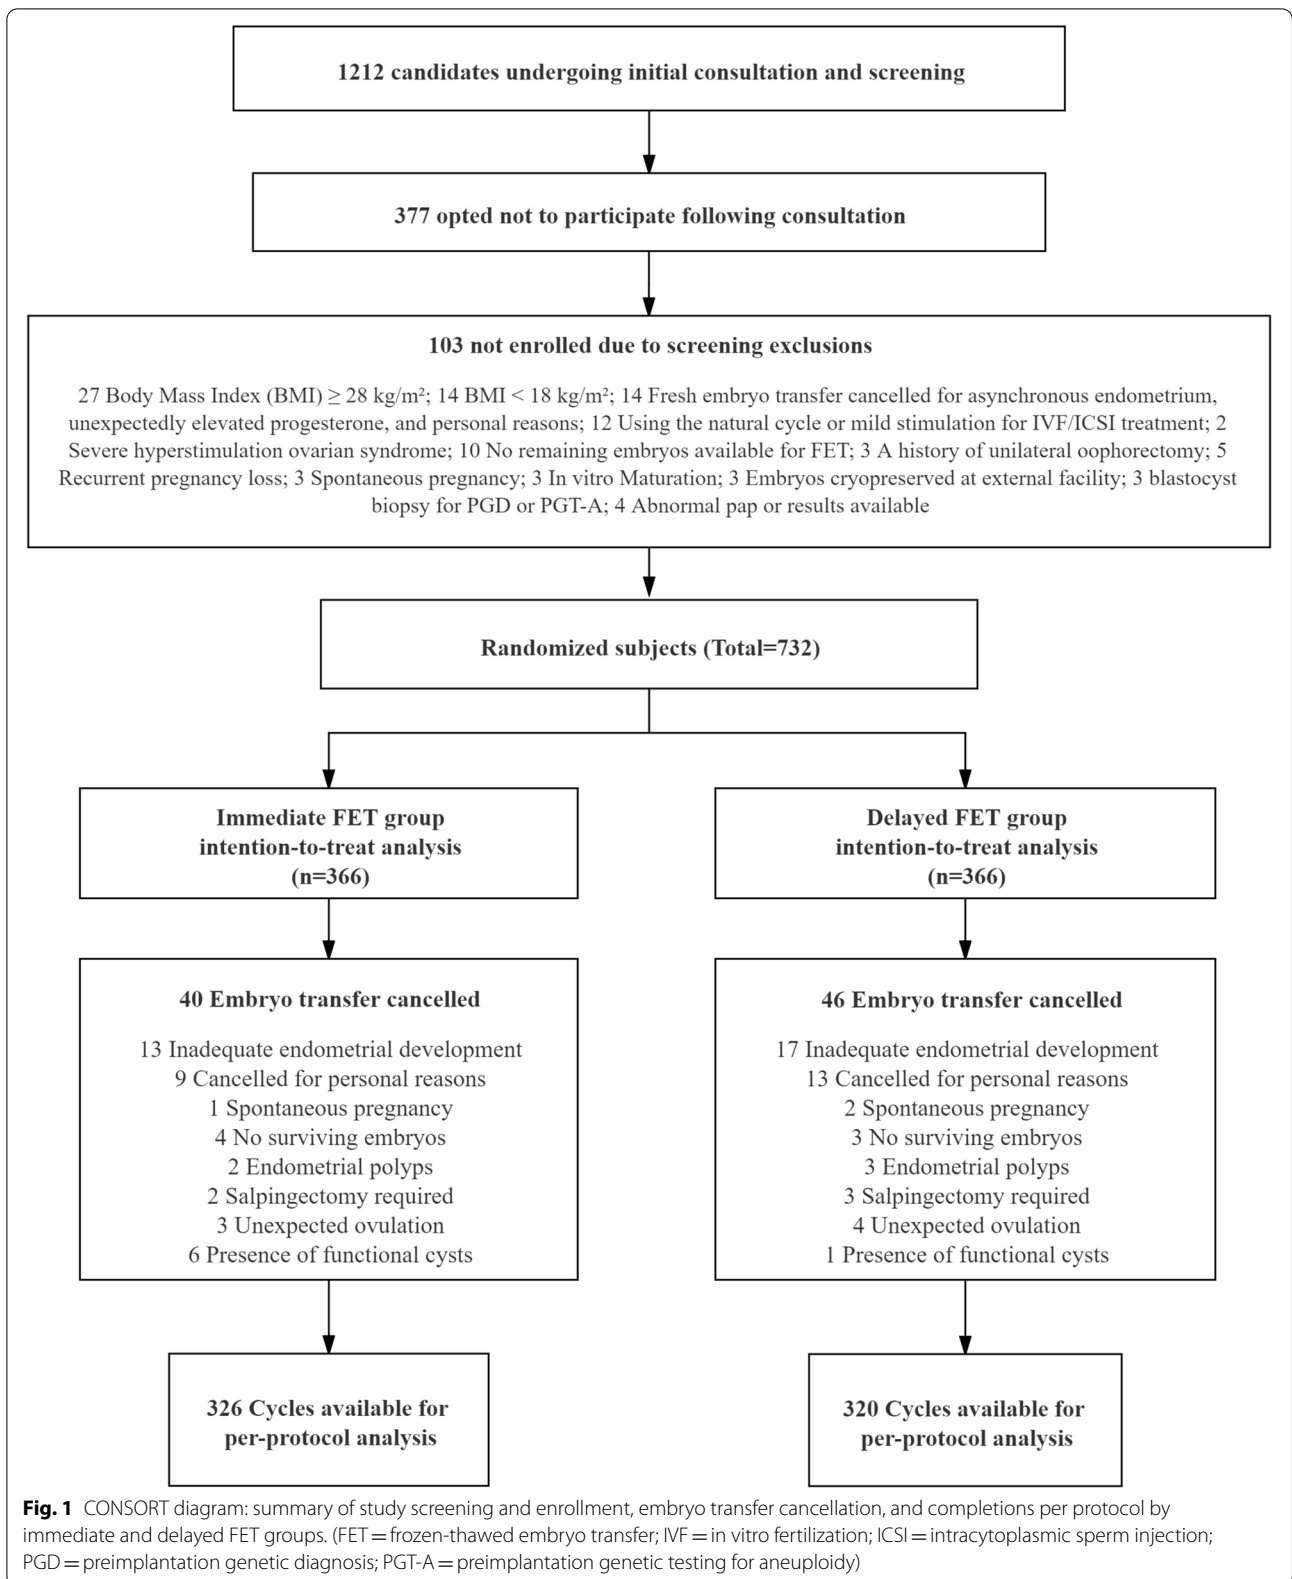 1212 candidates undergoing initial consultation and screening
377 opted not to participate following consultation
103 not enrolled due to screening exclusions
27 Body Mass Index (BMI) ≥ 28 kg/m²; 14 BMI < 18 kg/m²; 14 Fresh embryo transfer cancelled for asynchronous endometrium,
unexpectedly elevated progesterone, and personal reasons; 12 Using the natural cycle or mild stimulation for IVF/ICSI treatment; 2
Severe hyperstimulation ovarian syndrome; 10 No remaining embryos available for FET; 3 A history of unilateral oophorectomy; 5
Recurrent pregnancy loss; 3 Spontaneous pregnancy; 3 In vitro Maturation; 3 Embryos cryopreserved at external facility; 3 blastocyst
biopsy for PGD or PGT-A; 4 Abnormal pap or results available
Randomized subjects (Total=732)
Immediate FET group
intention-to-treat analysis
(n=366)
Delayed FET group
intention-to-treat analysis
(n=366)
40 Embryo transfer cancelled
13 Inadequate endometrial development
9 Cancelled for personal reasons
1 Spontaneous pregnancy
4 No surviving embryos
2 Endometrial polyps
2 Salpingectomy required
3 Unexpected ovulation
6 Presence of functional cysts
46 Embryo transfer cancelled
17 Inadequate endometrial development
13 Cancelled for personal reasons
2 Spontaneous pregnancy
3 No surviving embryos
3 Endometrial polyps
3 Salpingectomy required
4 Unexpected ovulation
1 Presence of functional cysts
326 Cycles available for
per-protocol analysis
320 Cycles available for
per-protocol analysis
Fig. 1 CONSORT diagram: summary of study screening and enrollment, embryo transfer cancellation, and completions per protocol by
immediate and delayed FET groups. (FET = frozen-thawed embryo transfer; IVF = in vitro fertilization; ICSI = intracytoplasmic sperm injection;
PGD = preimplantation genetic diagnosis; PGT-A = preimplantation genetic testing for aneuploidy)